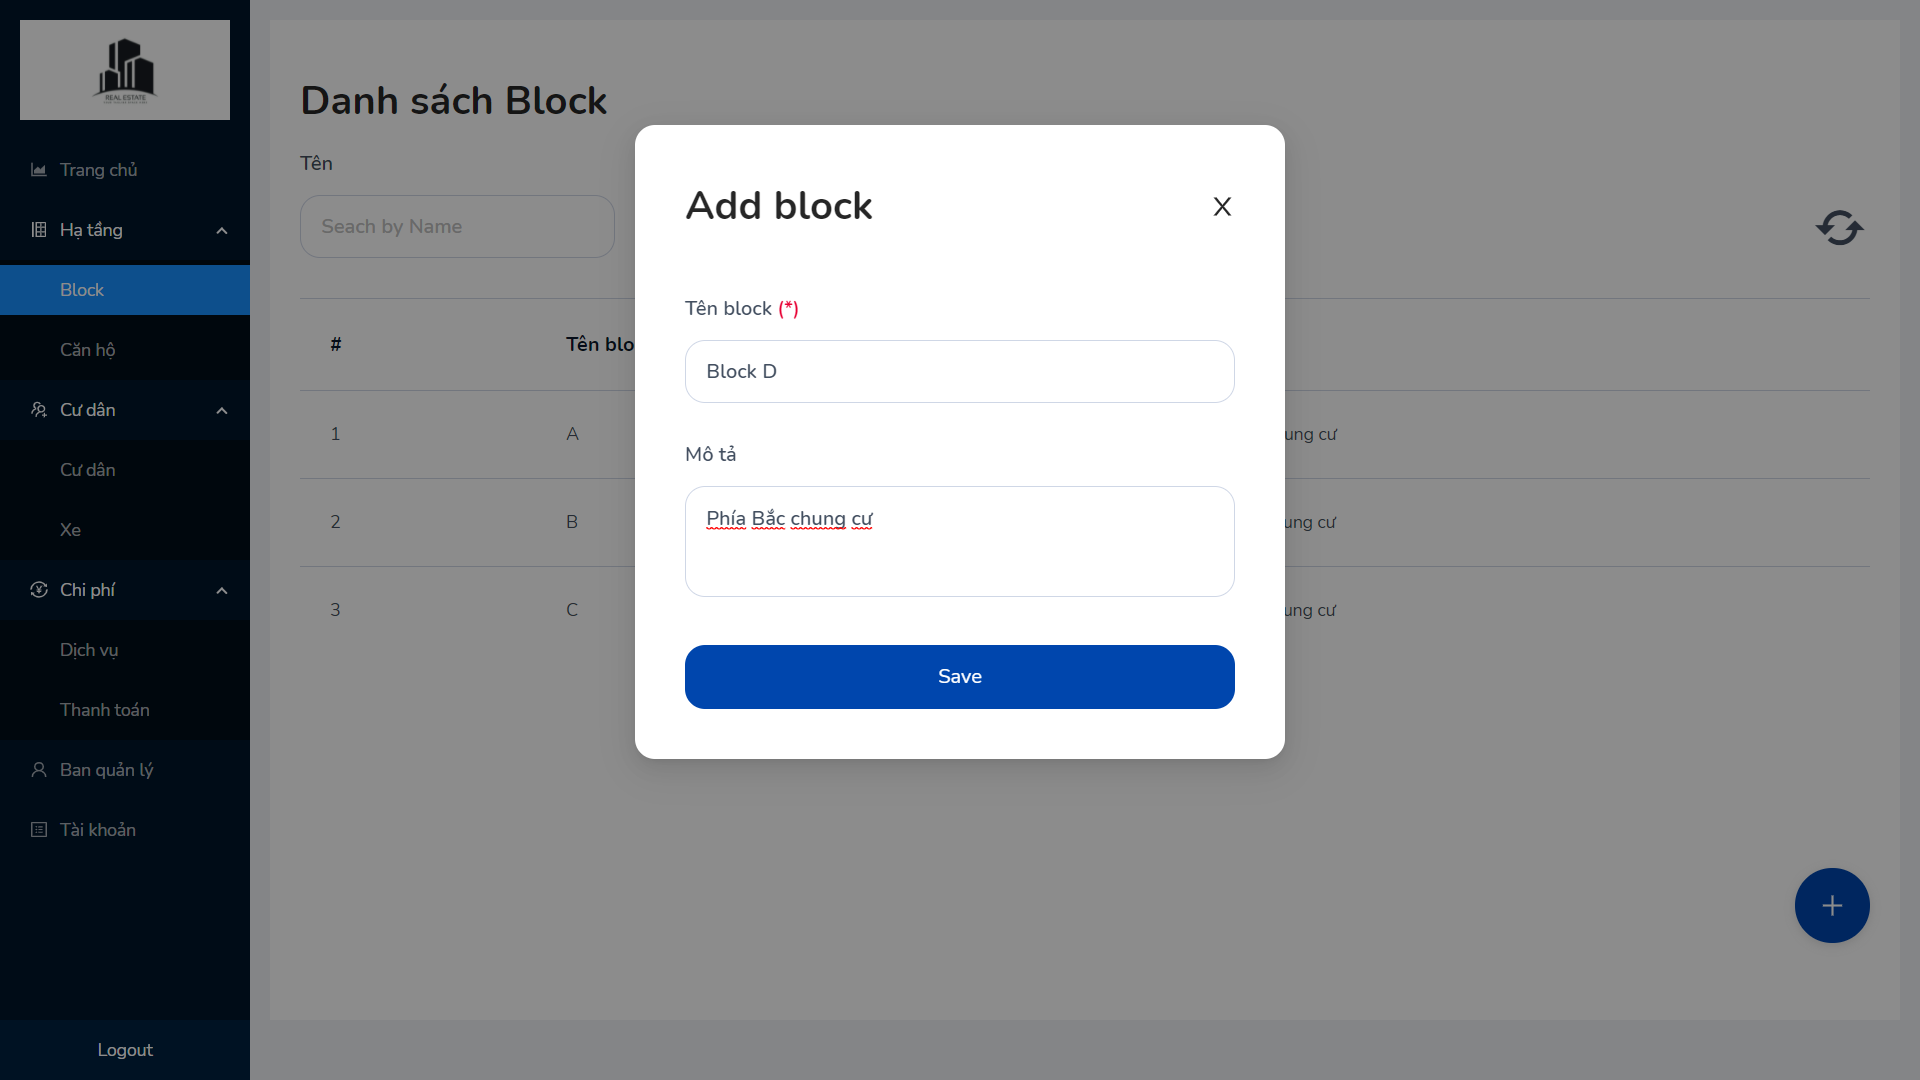 REAL ESTATE
Trang chủ
Hạ tầng
Block
Căn hộ
Cư dân
Cư dân
Xe
Chi phí
Dịch vụ
Thanh toán
Ban quản lý
Tài khoản
Logout
Danh sách Block
Tên
Seach by Name
# Tên blo
1 A ung cư
2 B ung cư
3 C ung cư
Add block X
Tên block (*)
Block D
Mô tả
Phía Bắc chung cư
Save
+